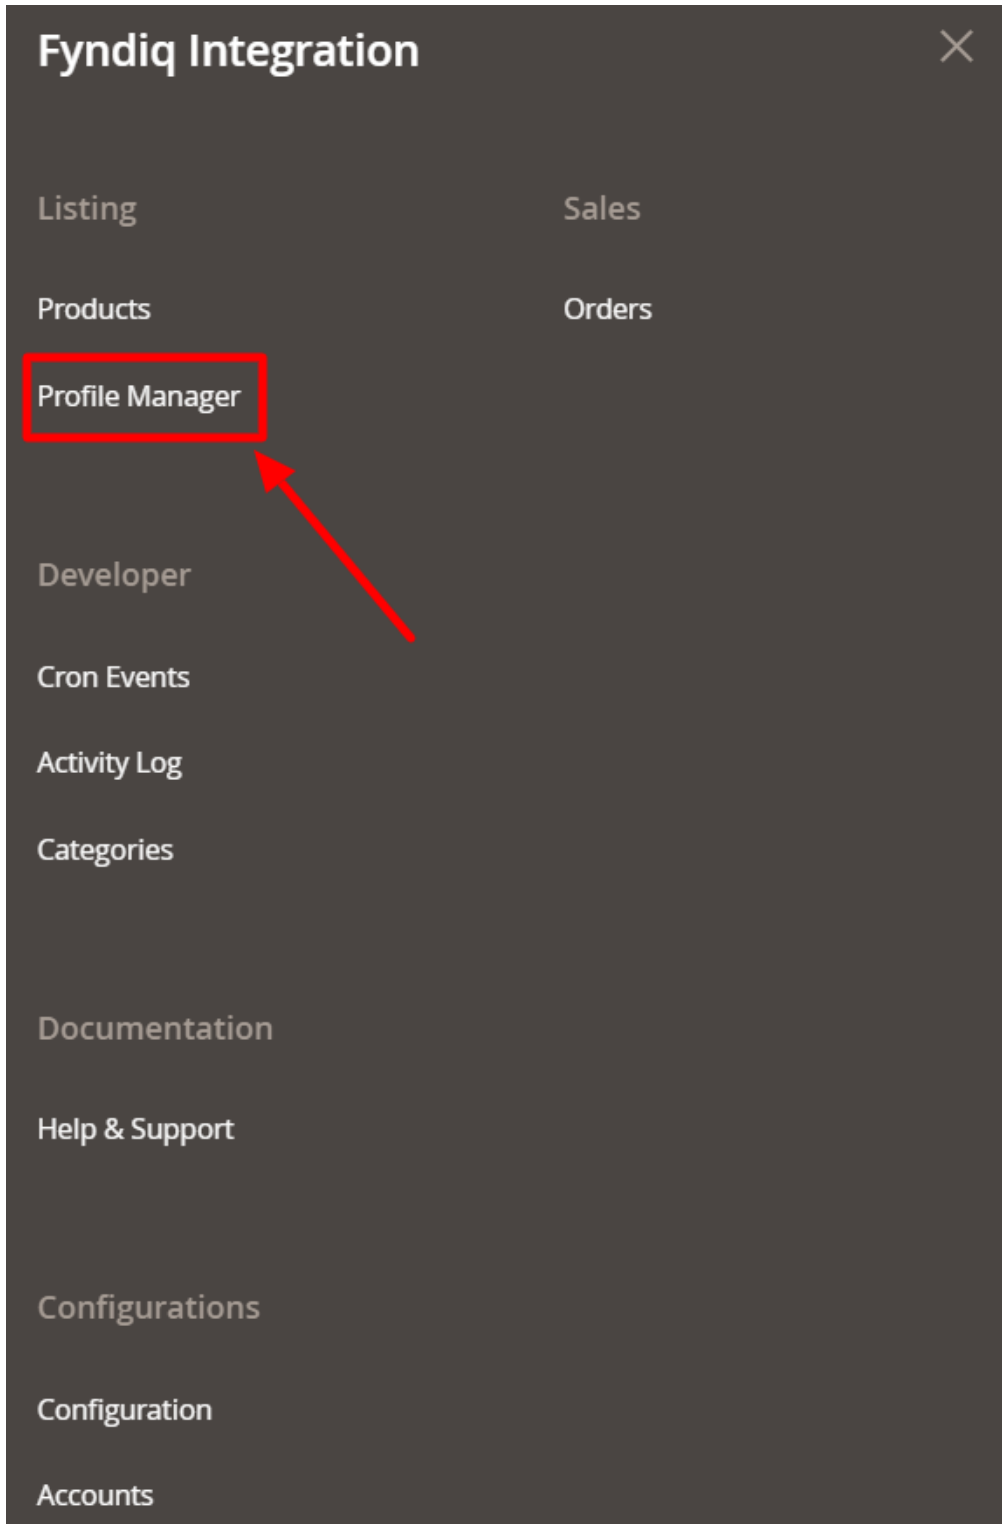 Fyndiq Integration
Listing
Products
Profile Manager
Sales
Orders
Developer
Cron Events
Activity Log
Categories
Documentation
Help & Support
Configurations
Configuration
Accounts